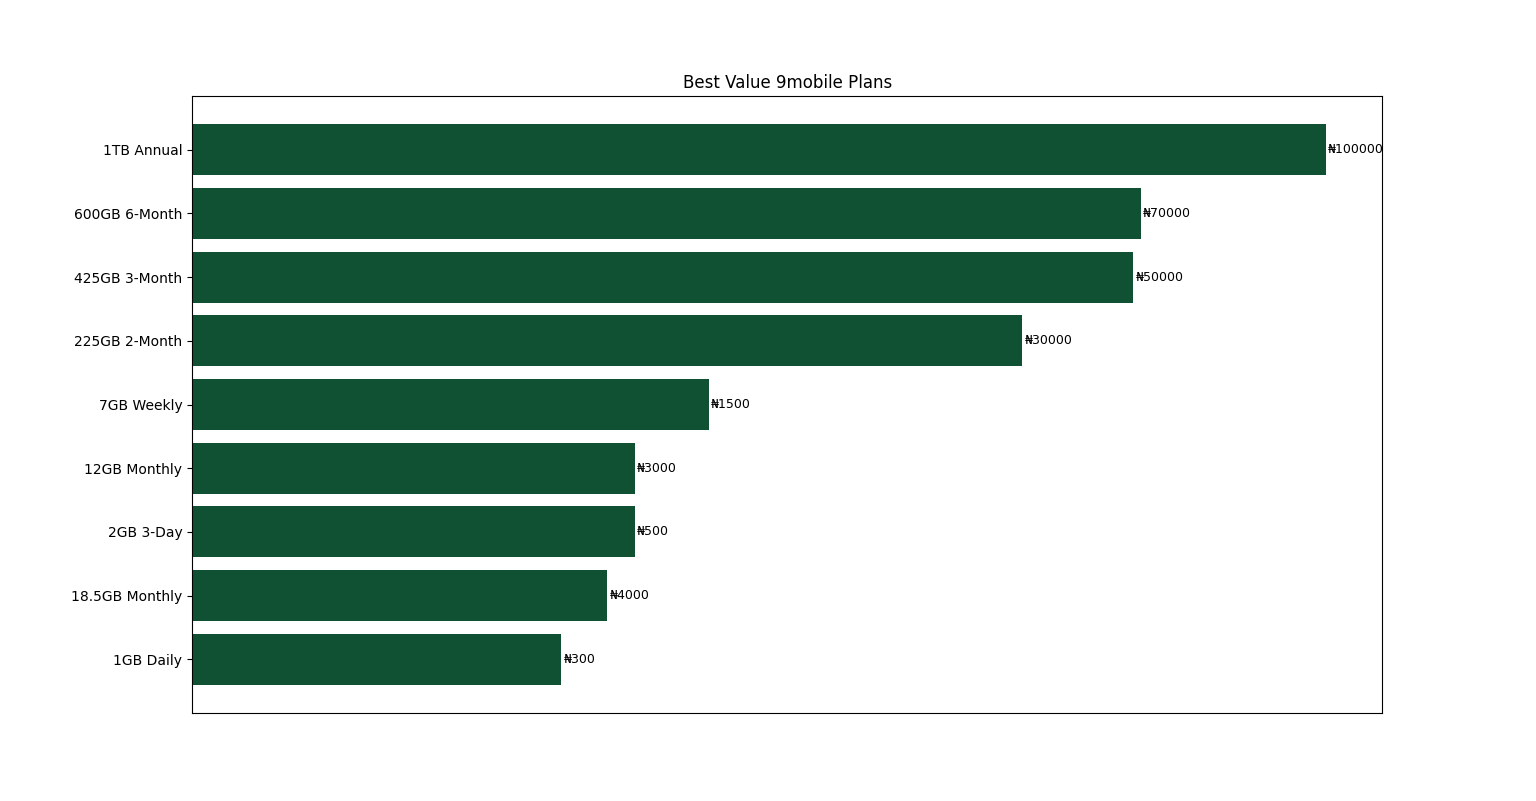 Best Value 9mobile Plans
1TB Annual ₦100000
600GB 6-Month ₦70000
425GB 3-Month ₦50000
225GB 2-Month ₦30000
7GB Weekly ₦1500
12GB Monthly ₦3000
2GB 3-Day ₦500
18.5GB Monthly ₦4000
1GB Daily ₦300